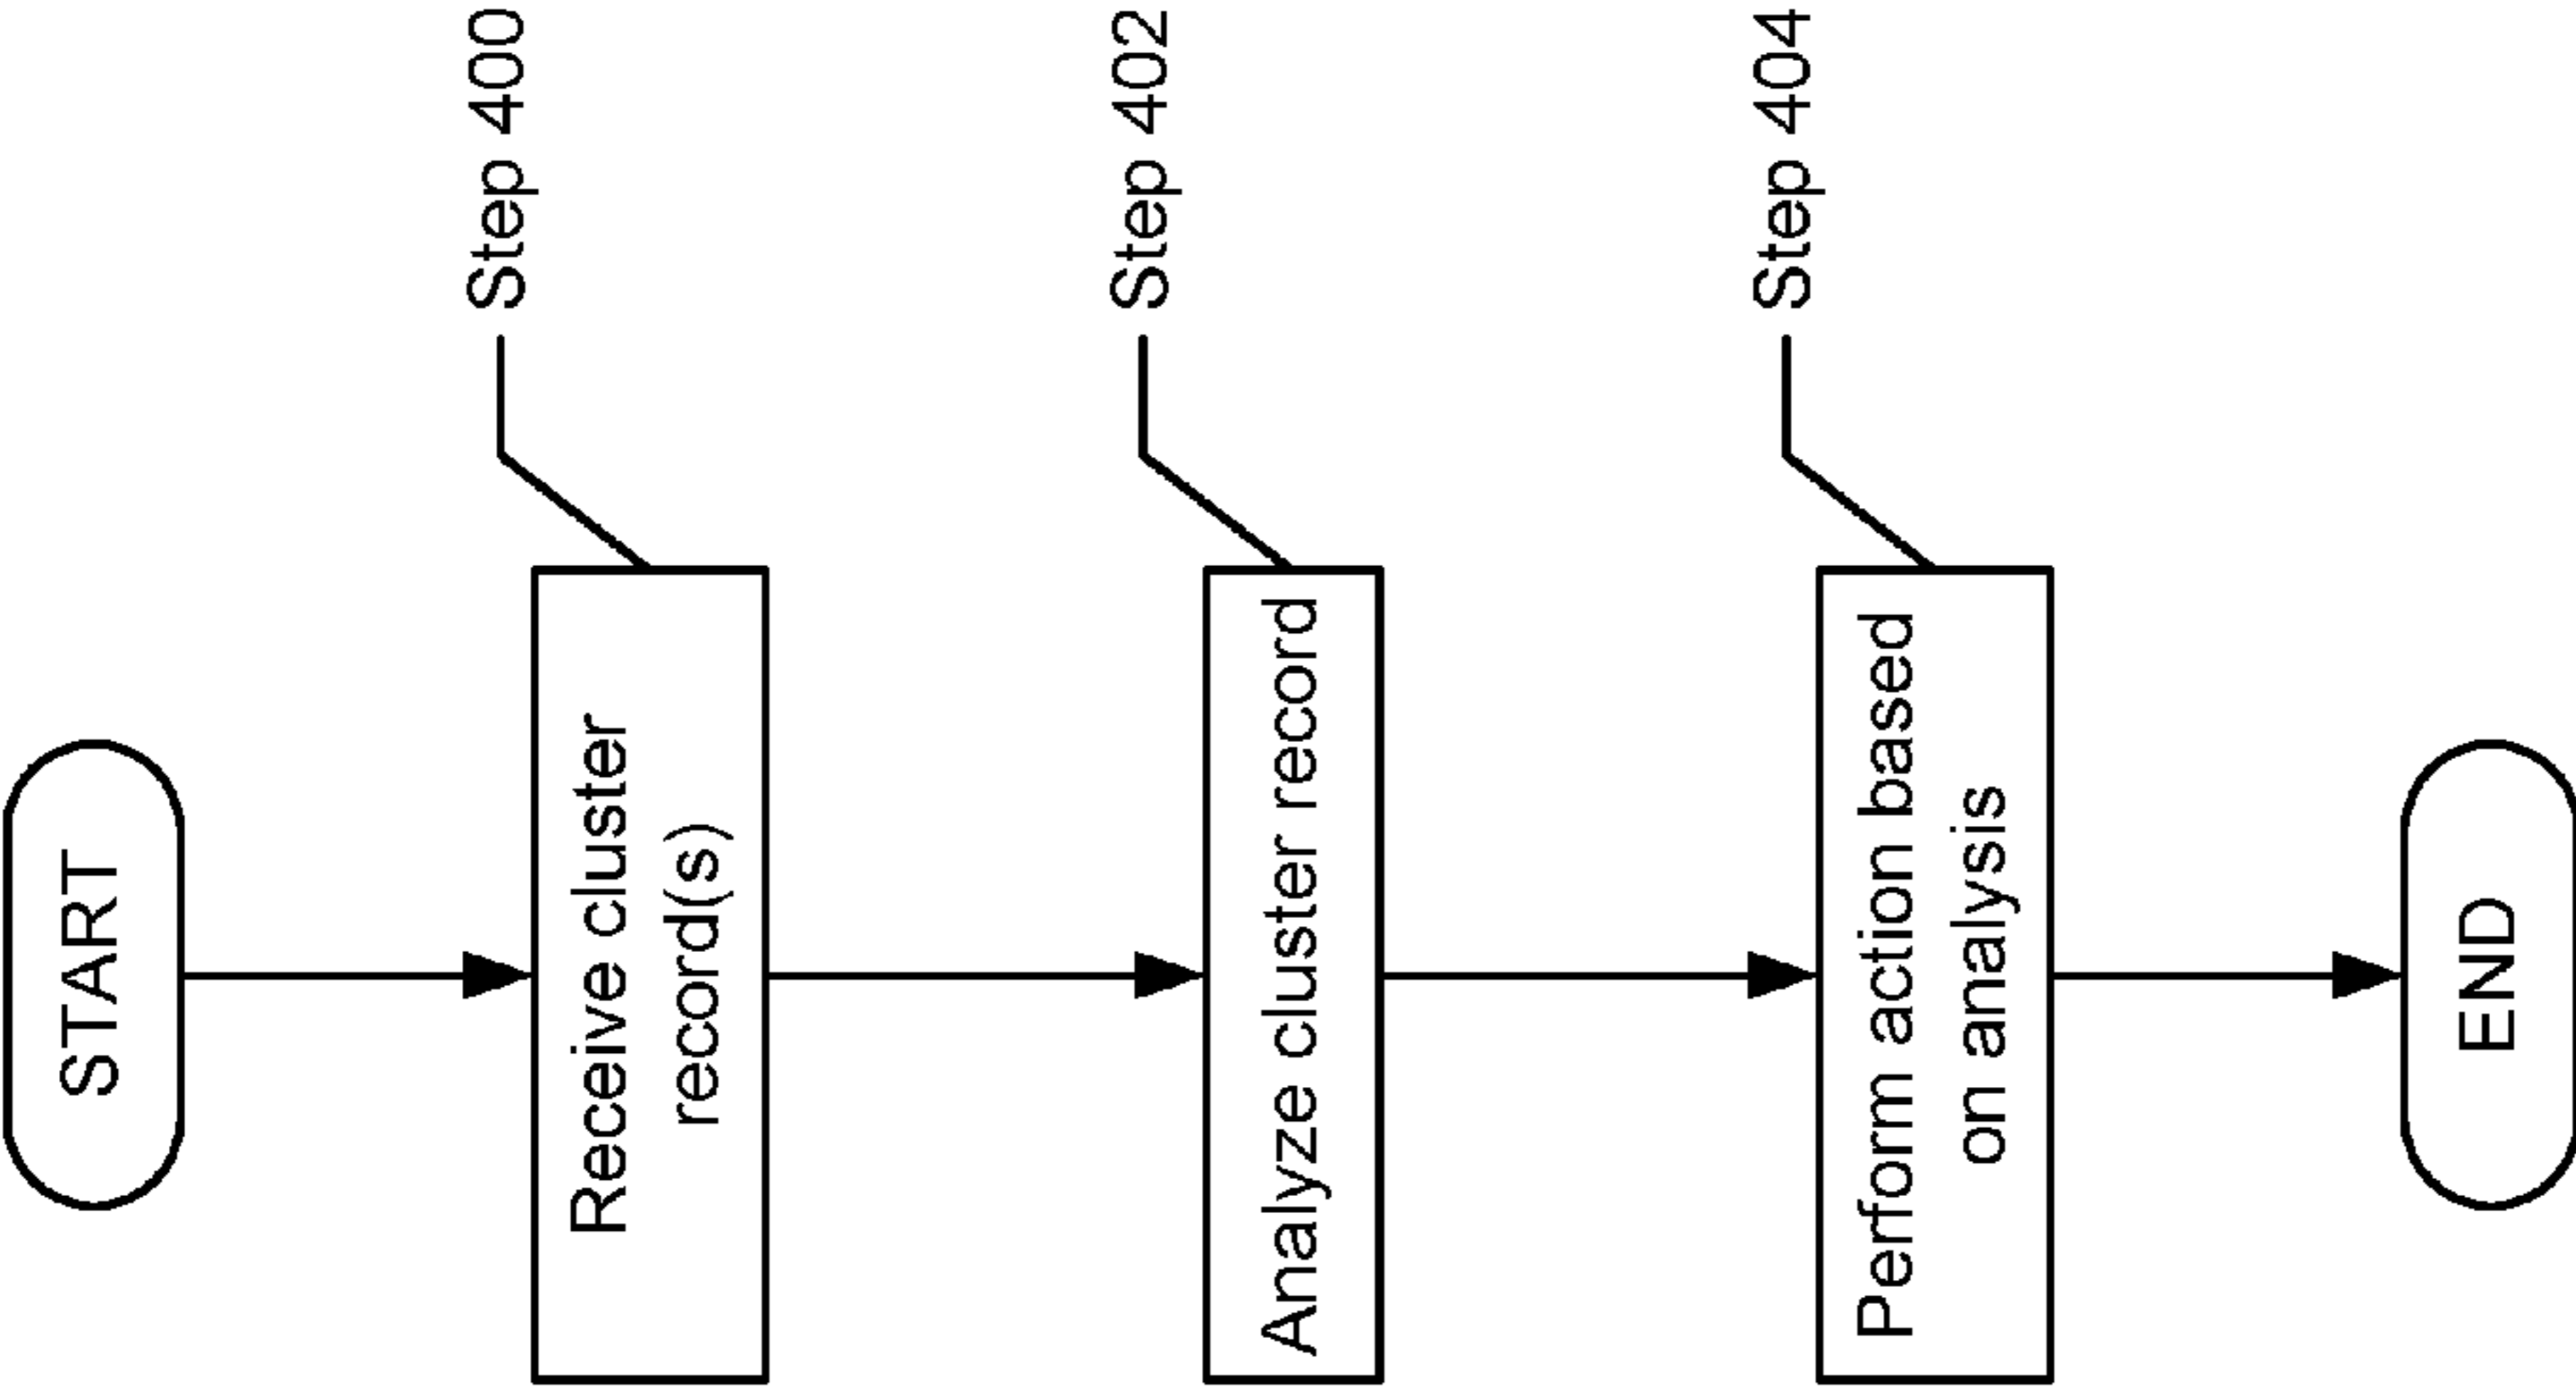 START
Step 400
Receive cluster
record(s)
Step 402
Analyze cluster record
Step 404
Perform action based
on analysis
END